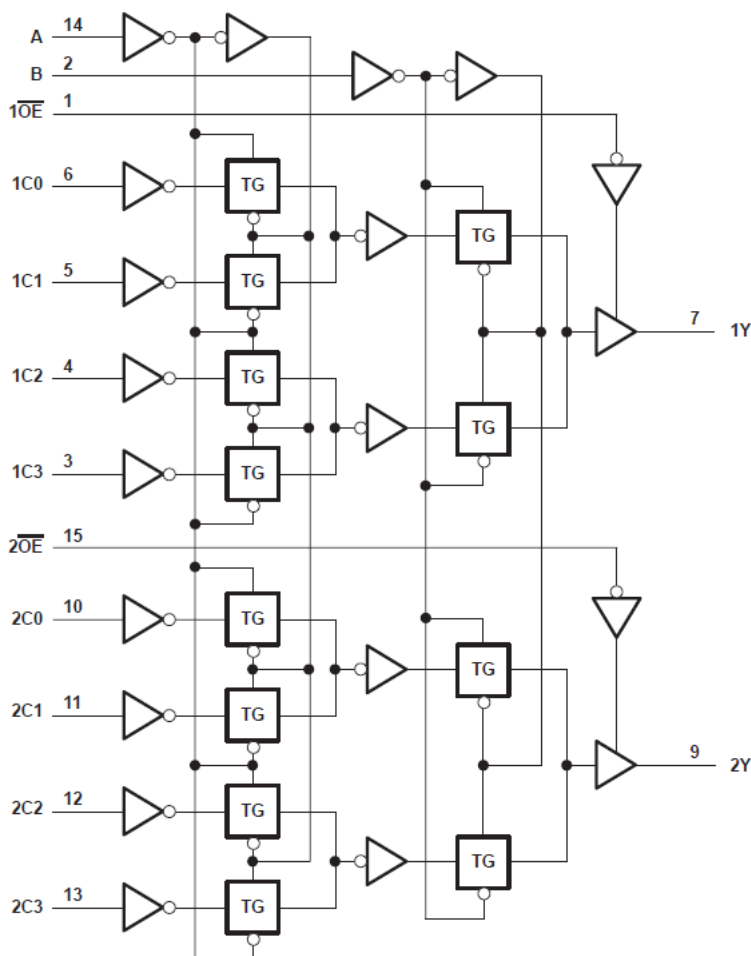 A 14
B 2
1OE 1
1C0 6 TG
TG
1C1 5 TG
7 1Y
1C2 4 TG
TG
1C3 3 TG
2OE 15
2C0 10 TG
TG
2C1 11 TG
9 2Y
2C2 12 TG
TG
2C3 13 TG